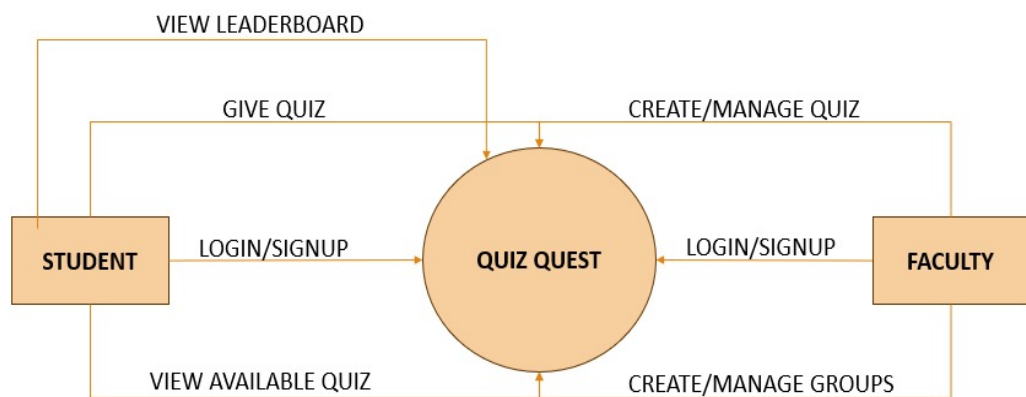 VIEW LEADERBOARD
GIVE QUIZ
CREATE/MANAGE QUIZ
STUDENT
LOGIN/SIGNUP
QUIZ QUEST
LOGIN/SIGNUP
FACULTY
VIEW AVAILABLE QUIZ
CREATE/MANAGE GROUPS